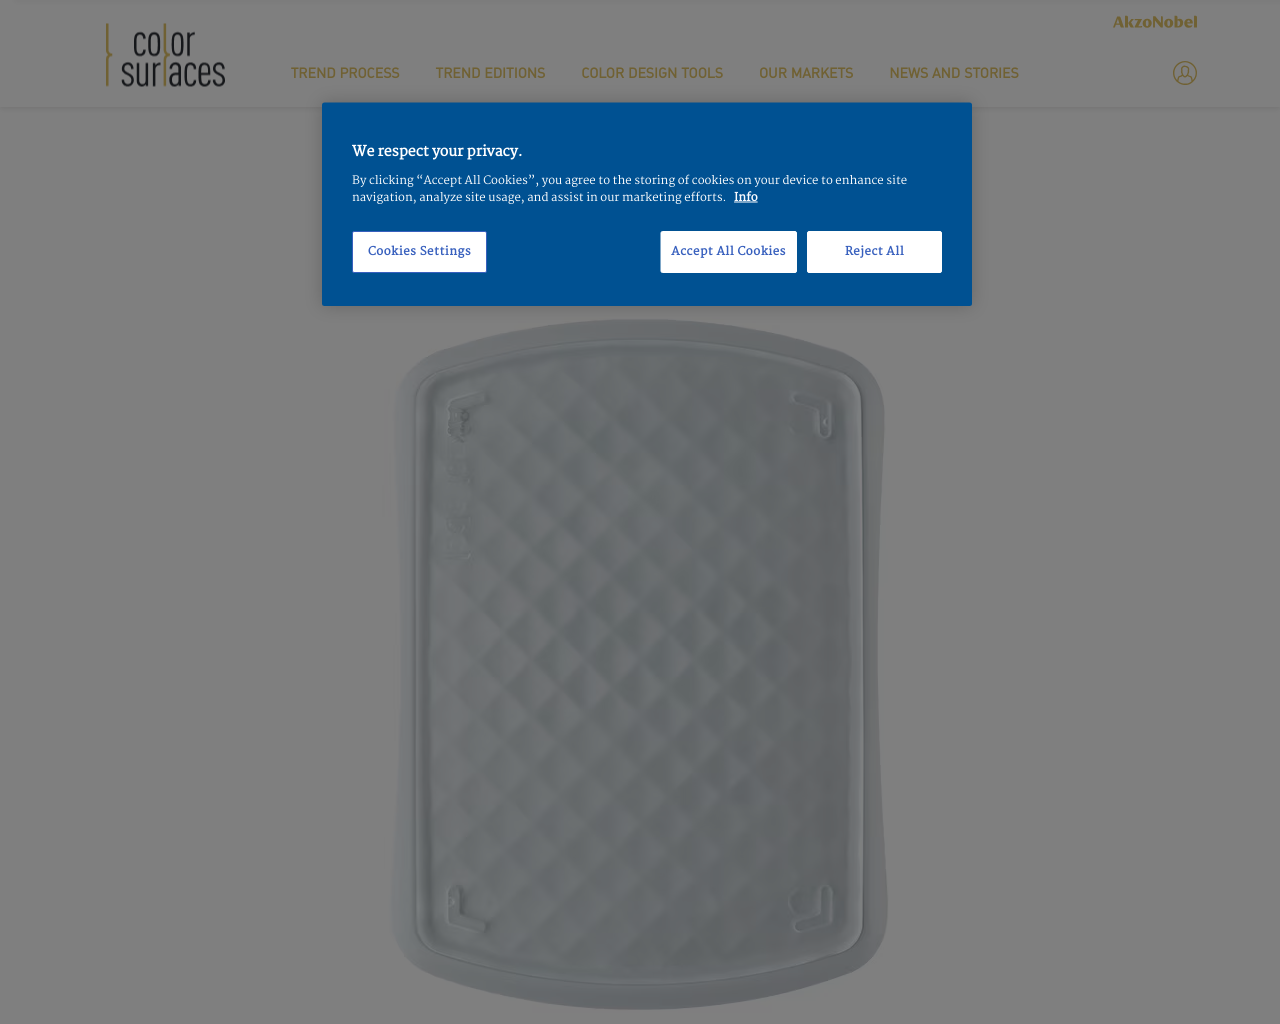 AkzoNobel
color
surfaces
TREND PROCESS TREND EDITIONS COLOR DESIGN TOOLS OUR MARKETS NEWS AND STORIES
We respect your privacy.
By clicking “Accept All Cookies”, you agree to the storing of cookies on your device to enhance site
navigation, analyze site usage, and assist in our marketing efforts. Info
Cookies Settings Accept All Cookies Reject All